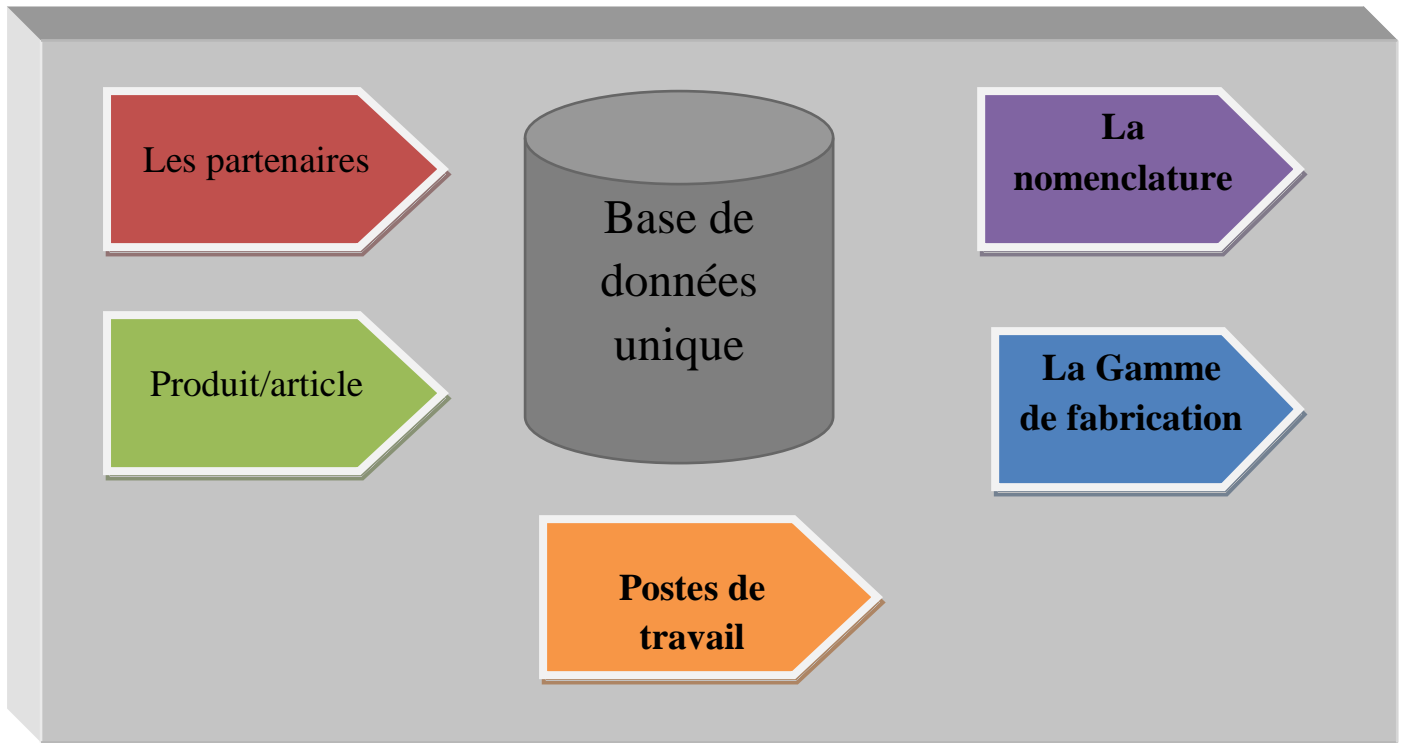 Les partenaires
Base de
données
unique
La
nomenclature
Produit/article
La Gamme
de fabrication
Postes de
travail